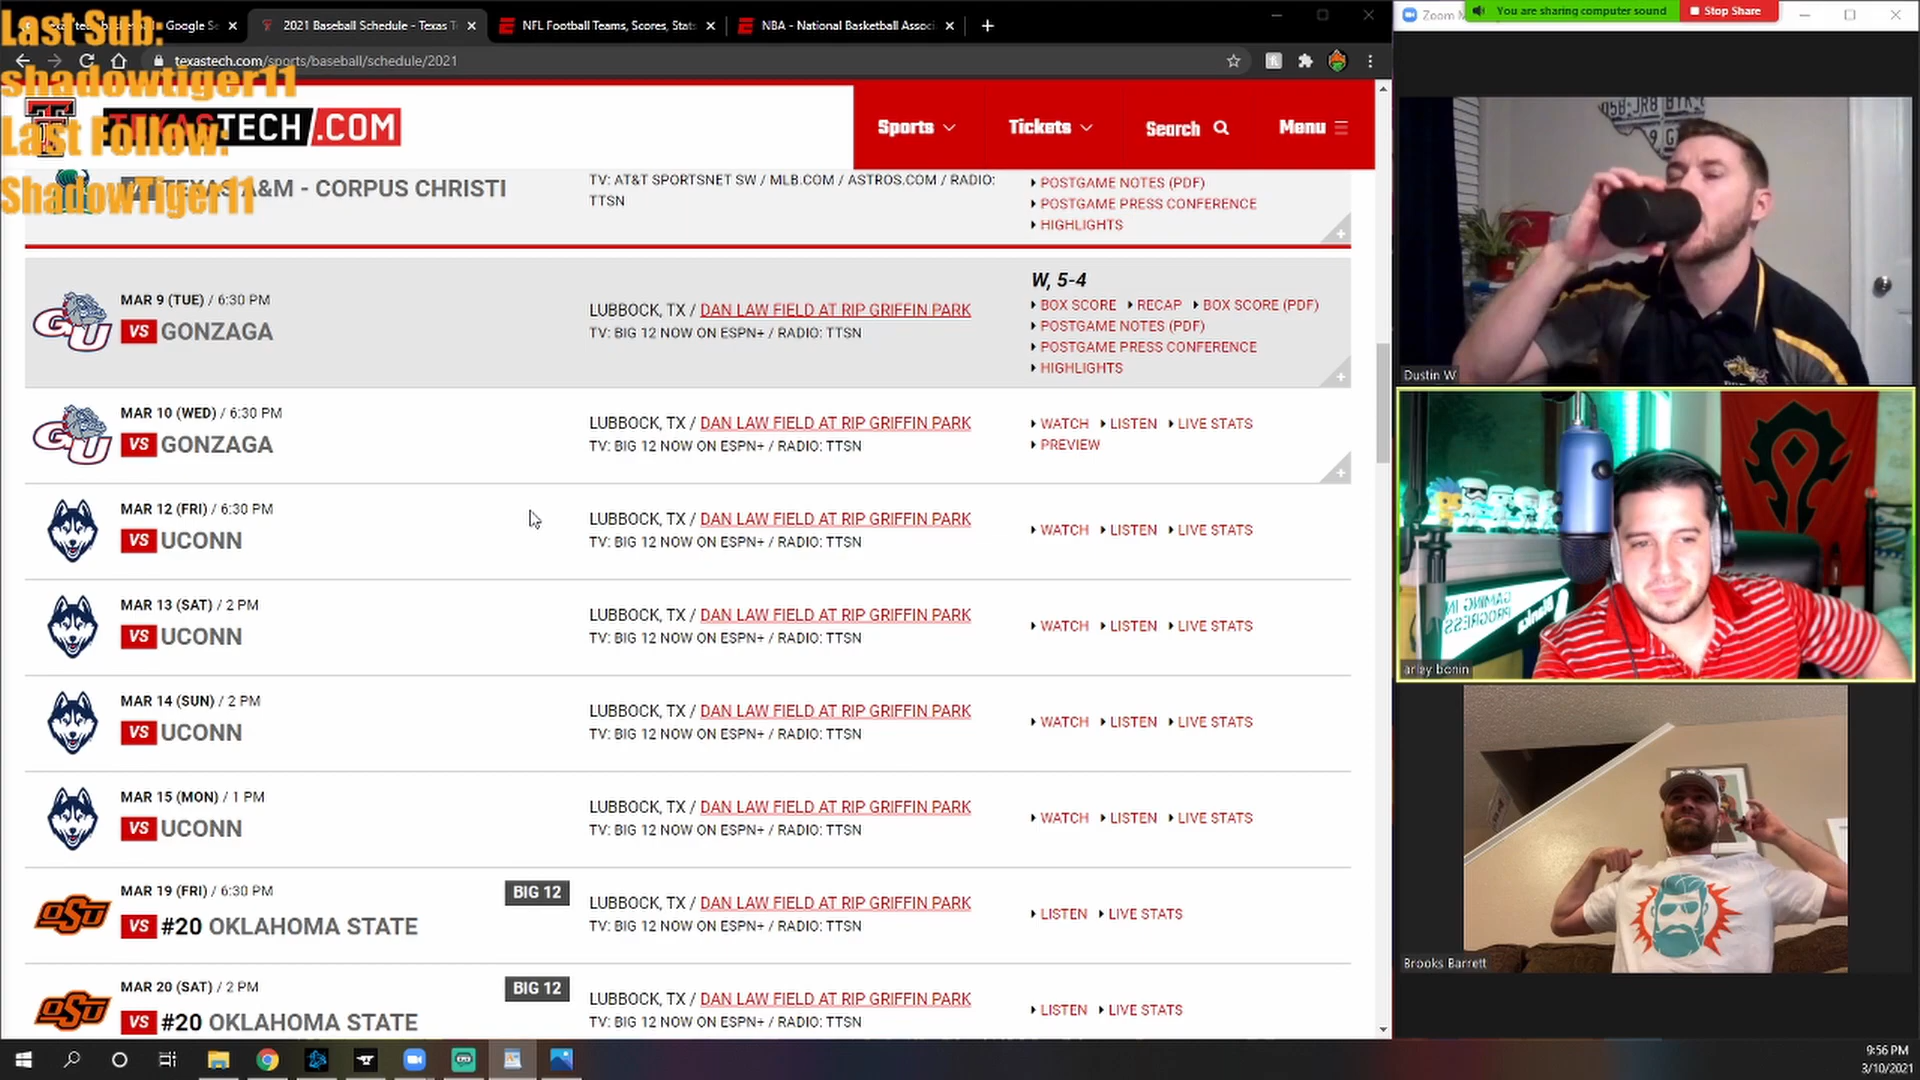 Google Se
2021 Baseball Schedule - Texas T
NFL Football Teams, Scores, Stats
NBA - National Basketball Associ
texastech.com/sports/baseball/schedule/2021
Last Sub:
shadowtiger11
Last Follow:
ShadowTiger11
TEXASTECH.COM
Sports
Tickets
Search
Menu
TEXAS A&M - CORPUS CHRISTI
TV: AT&T SPORTSNET SW / MLB.COM / ASTROS.COM / RADIO:
TTSN
POSTGAME NOTES (PDF)
POSTGAME PRESS CONFERENCE
HIGHLIGHTS
MAR 9 (TUE) / 6:30 PM
VS GONZAGA
LUBBOCK, TX / DAN LAW FIELD AT RIP GRIFFIN PARK
TV: BIG 12 NOW ON ESPN+ / RADIO: TTSN
W, 5-4
BOX SCORE RECAP BOX SCORE (PDF)
POSTGAME NOTES (PDF)
POSTGAME PRESS CONFERENCE
HIGHLIGHTS
MAR 10 (WED) / 6:30 PM
VS GONZAGA
LUBBOCK, TX / DAN LAW FIELD AT RIP GRIFFIN PARK
TV: BIG 12 NOW ON ESPN+ / RADIO: TTSN
WATCH LISTEN LIVE STATS
PREVIEW
MAR 12 (FRI) / 6:30 PM
VS UCONN
LUBBOCK, TX / DAN LAW FIELD AT RIP GRIFFIN PARK
TV: BIG 12 NOW ON ESPN+ / RADIO: TTSN
WATCH LISTEN LIVE STATS
MAR 13 (SAT) / 2 PM
VS UCONN
LUBBOCK, TX / DAN LAW FIELD AT RIP GRIFFIN PARK
TV: BIG 12 NOW ON ESPN+ / RADIO: TTSN
WATCH LISTEN LIVE STATS
MAR 14 (SUN) / 2 PM
VS UCONN
LUBBOCK, TX / DAN LAW FIELD AT RIP GRIFFIN PARK
TV: BIG 12 NOW ON ESPN+ / RADIO: TTSN
WATCH LISTEN LIVE STATS
MAR 15 (MON) / 1 PM
VS UCONN
LUBBOCK, TX / DAN LAW FIELD AT RIP GRIFFIN PARK
TV: BIG 12 NOW ON ESPN+ / RADIO: TTSN
WATCH LISTEN LIVE STATS
MAR 19 (FRI) / 6:30 PM
VS #20 OKLAHOMA STATE
BIG 12
LUBBOCK, TX / DAN LAW FIELD AT RIP GRIFFIN PARK
TV: BIG 12 NOW ON ESPN+ / RADIO: TTSN
LISTEN LIVE STATS
MAR 20 (SAT) / 2 PM
VS #20 OKLAHOMA STATE
BIG 12
LUBBOCK, TX / DAN LAW FIELD AT RIP GRIFFIN PARK
TV: BIG 12 NOW ON ESPN+ / RADIO: TTSN
LISTEN LIVE STATS
Zoom
You are sharing computer sound
Stop Share
Dustin W
GAMING IN
PROGRESS
arley bonin
Brooks Barrett
9:56 PM
3/10/2021